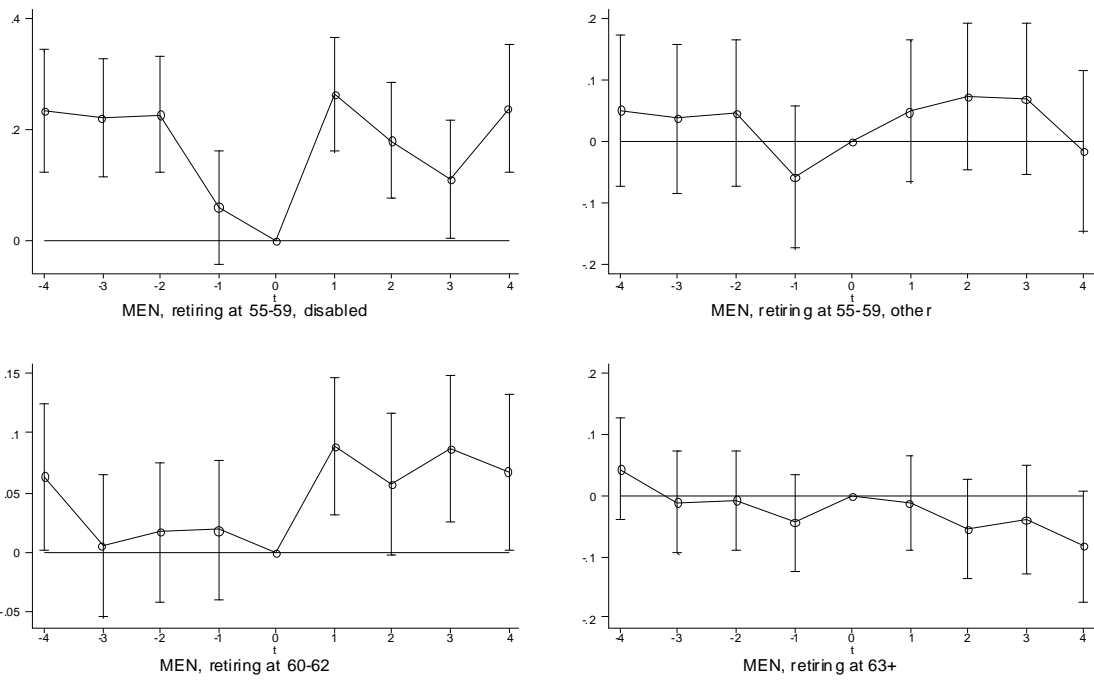 .4
.2
0
-4 -3 -2 -1 0 1 2 3 4
t
MEN, retiring at 55-59, disabled
.2
.1
0
-.1
-.2
-4 -3 -2 -1 0 1 2 3 4
t
MEN, retiring at 55-59, other
.15
.1
.05
0
-.05
-4 -3 -2 -1 0 1 2 3 4
t
MEN, retiring at 60-62
.2
.1
0
-.1
-.2
-4 -3 -2 -1 0 1 2 3 4
t
MEN, retiring at 63+